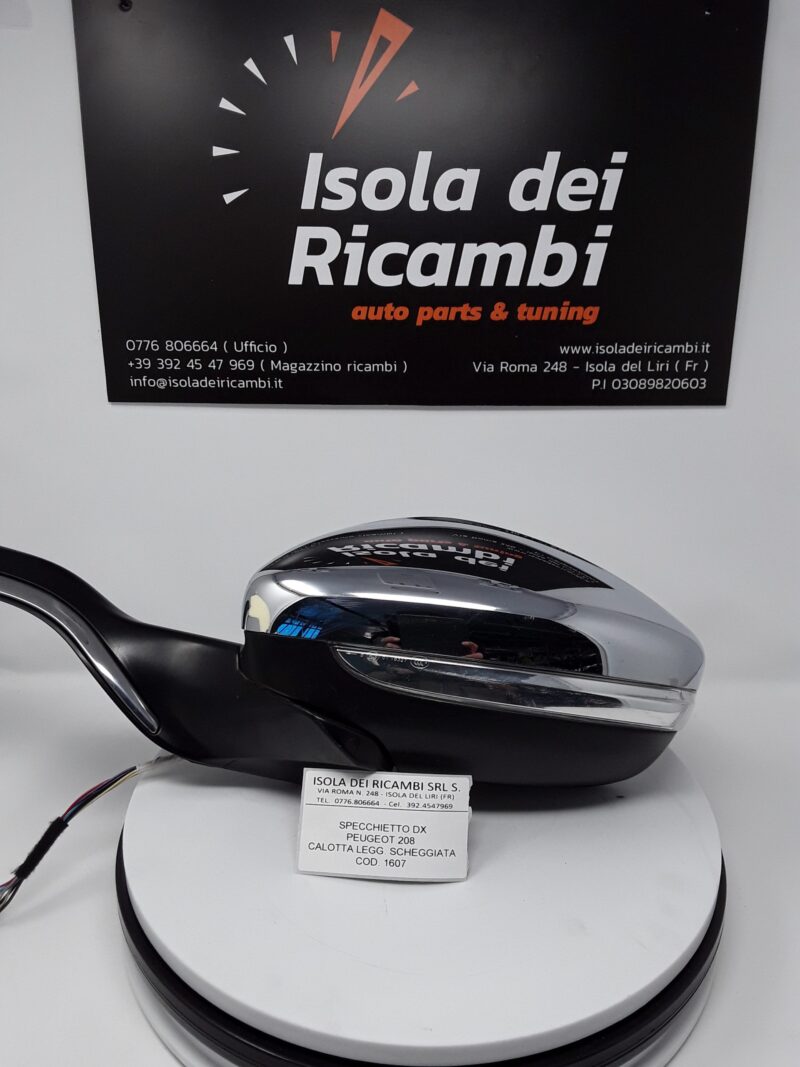 Isola dei
Ricambi
auto parts & tuning
0776 806664 ( Ufficio )
+39 392 45 47 969 ( Magazzino ricambi )
info@isoladeiricambi.it
www.isoladeiricambi.it
Via Roma 248 - Isola del Liri ( Fr )
P.I 03089820603
ISOLA DEI RICAMBI SRL S.
VIA ROMA N. 248 - ISOLA DEL LIRI (FR)
TEL. 0776.806664 - Cel. 392.4547969
SPECCHIETTO DX
PEUGEOT 208
CALOTTA LEGG. SCHEGGIATA
COD. 1607